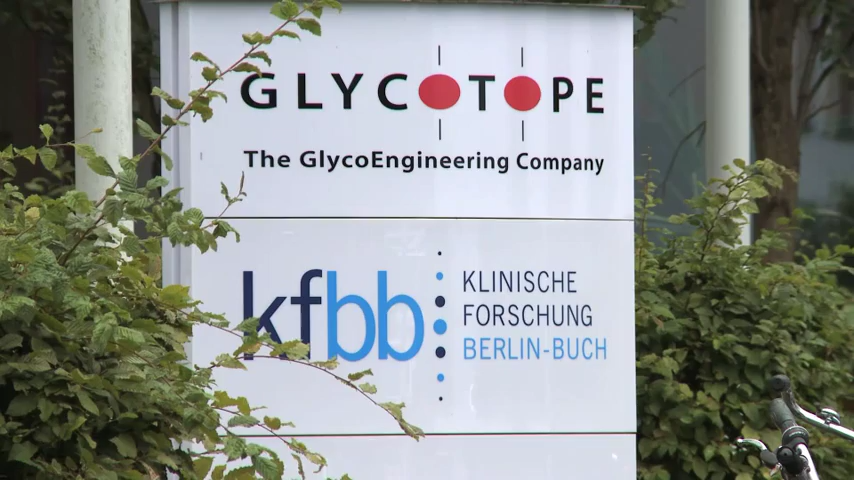 GLYCOTOPE
The GlycoEngineering Company
kfbb
KLINISCHE
FORSCHUNG
BERLIN-BUCH